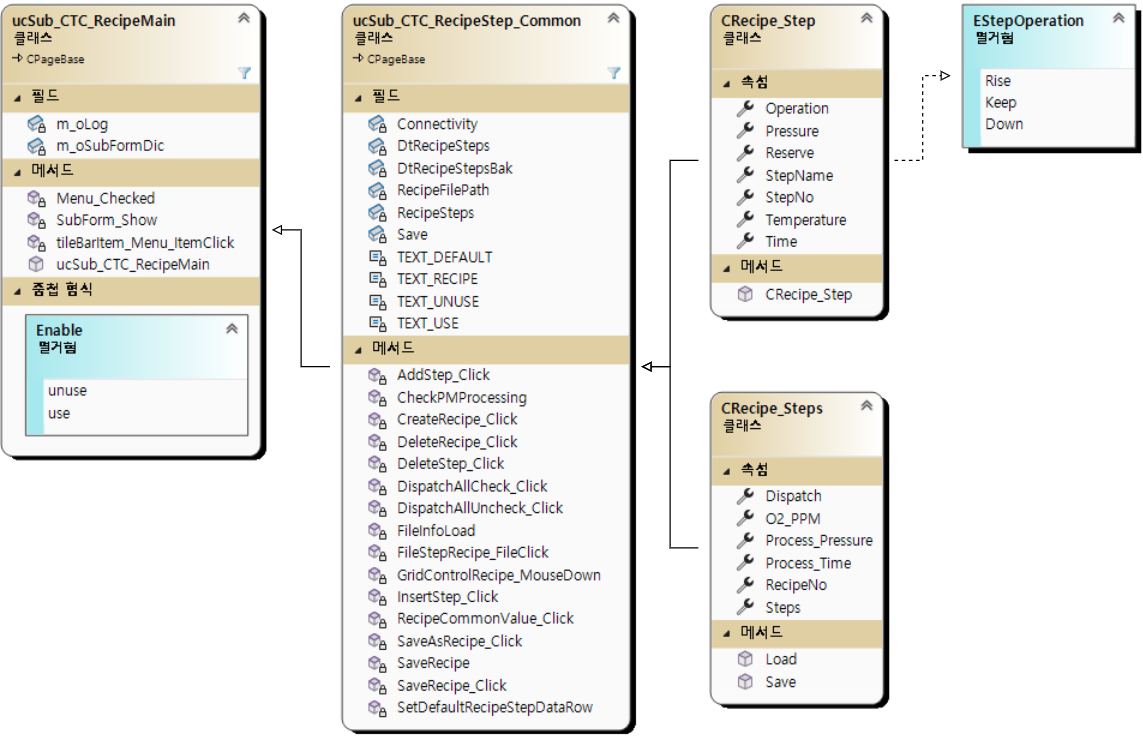 ucSub_CTC_RecipeMain
클래스
CPageBase
필드
m_oLog
m_oSubFormDic
메서드
Menu_Checked
SubForm_Show
tileBarItem_Menu_ItemClick
ucSub_CTC_RecipeMain
중첩 형식
Enable
열거형
unuse
use
ucSub_CTC_RecipeStep_Common
클래스
CPageBase
필드
Connectivity
DtRecipeSteps
DtRecipeStepsBak
RecipeFilePath
RecipeSteps
Save
TEXT_DEFAULT
TEXT_RECIPE
TEXT_UNUSE
TEXT_USE
메서드
AddStep_Click
CheckPMProcessing
CreateRecipe_Click
DeleteRecipe_Click
DeleteStep_Click
DispatchAllCheck_Click
DispatchAllUncheck_Click
FileInfoLoad
FileStepRecipe_FileClick
GridControlRecipe_MouseDown
InsertStep_Click
RecipeCommonValue_Click
SaveAsRecipe_Click
SaveRecipe
SaveRecipe_Click
SetDefaultRecipeStepDataRow
CRecipe_Step
클래스
속성
Operation
Pressure
Reserve
StepName
StepNo
Temperature
Time
메서드
CRecipe_Step
CRecipe_Steps
클래스
속성
Dispatch
O2_PPM
Process_Pressure
Process_Time
RecipeNo
Steps
메서드
Load
Save
EStepOperation
열거형
Rise
Keep
Down